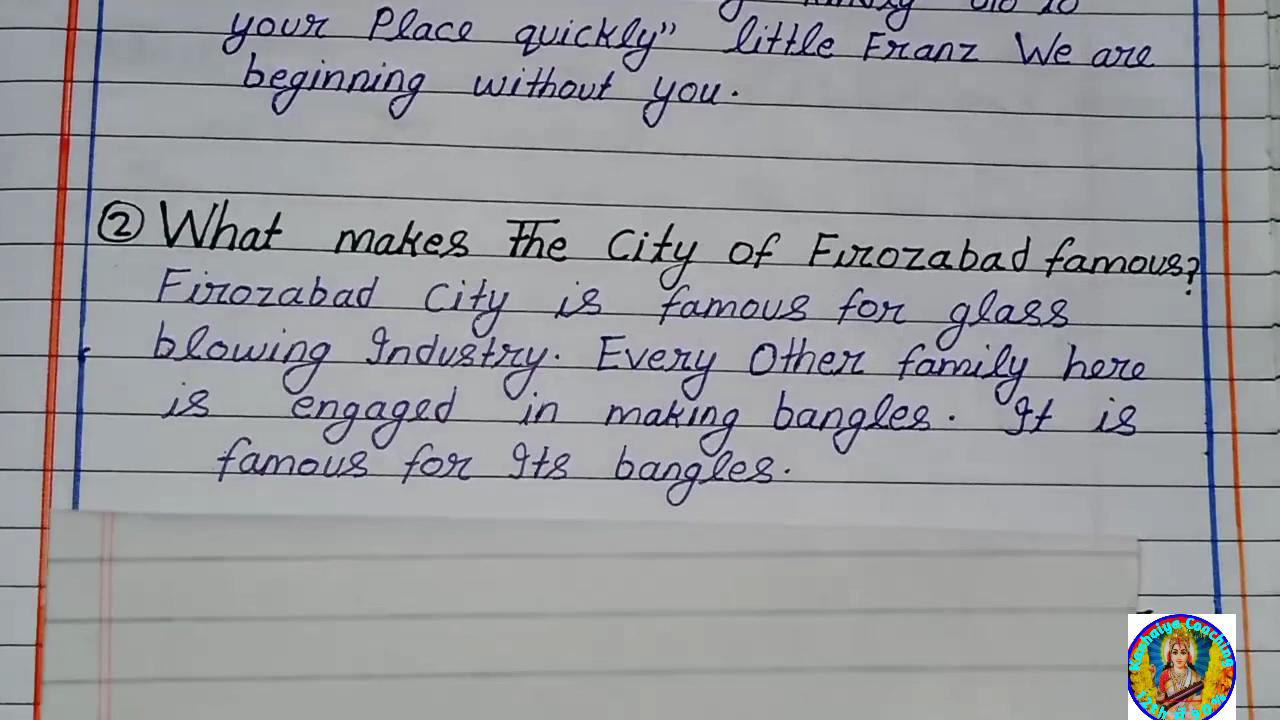 your Place quickly" little Franz We are
beginning without you.
② What makes The City of Firozabad famous?
Firozabad City is famous for glass
blowing Industry. Every Other family here
is engaged in making bangles. It is
famous for Its bangles.
Coaching